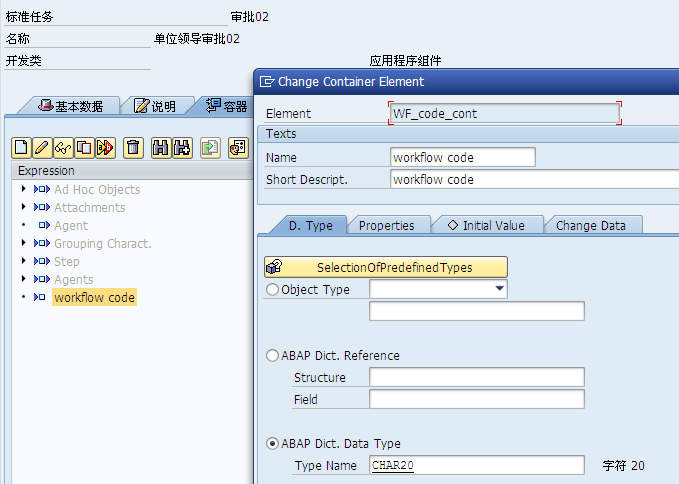 标准任务 审批02
名称 单位领导审批02
开发类 应用程序组件
基本数据 说明 容器
Expression
Ad Hoc Objects
Attachments
Agent
Grouping Charact.
Step
Agents
workflow code
Change Container Element
Element WF_code_cont
Texts
Name workflow code
Short Descript. workflow code
D. Type Properties Initial Value Change Data
SelectionOfPredefinedTypes
Object Type
ABAP Dict. Reference
Structure
Field
ABAP Dict. Data Type
Type Name CHAR20 字符 20